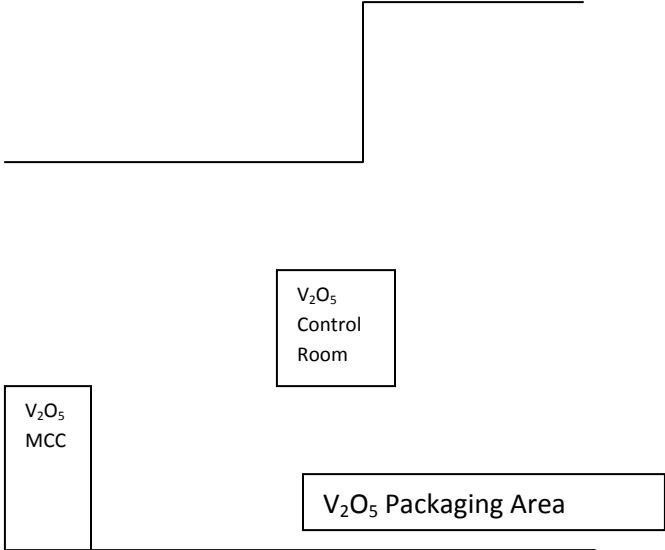 V₂O₅
Control
Room
V₂O₅
MCC
V₂O₅ Packaging Area